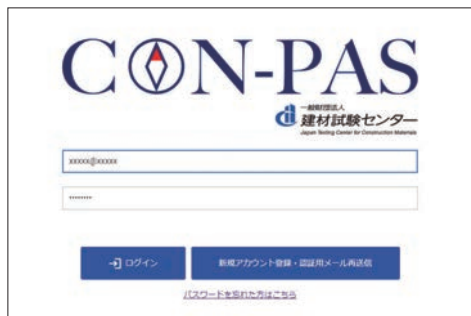 CON-PAS
一般財団法人
建材試験センター
Japan Testing Center for Construction Materials
xxxxx@xxxxx
••••••••
ログイン
新規アカウント登録・認証用メール再送信
パスワードを忘れた方はこちら